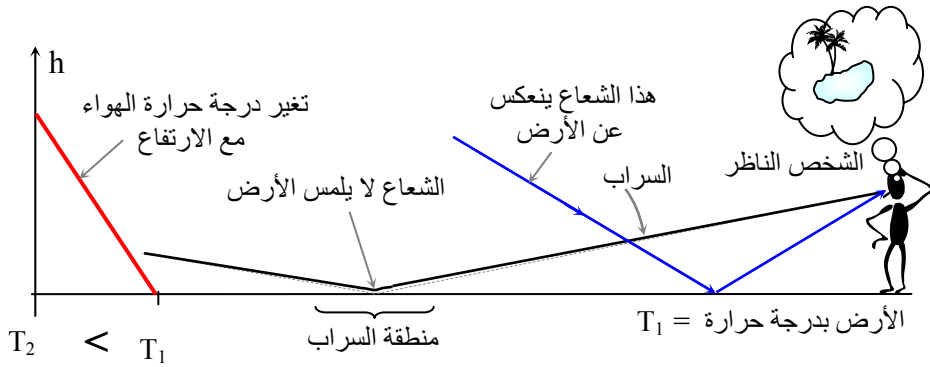 h
تغير درجة حرارة الهواء
مع الارتفاع
هذا الشعاع ينعكس
عن الأرض
الشخص الناظر
السراب
الشعاع لا يلمس الأرض
T₂ < T₁
منطقة السراب
الأرض بدرجة حرارة = T₁